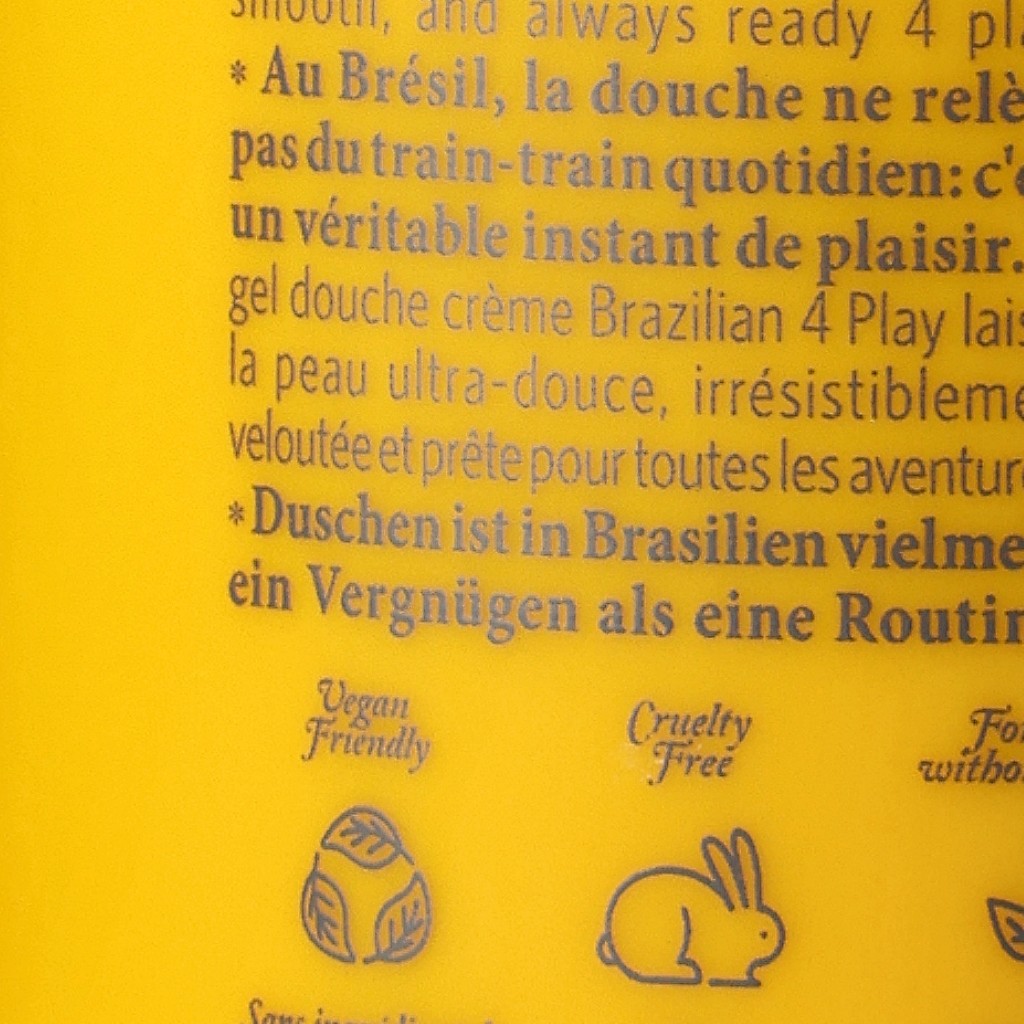 smooth, and always ready 4
* Au Brésil, la douche ne
pas du train-train quotidien:
un véritable instant de plaisir.
gel douche crème Brazilian 4 Play
la peau ultra-douce,
veloutée et prête pour toutes les
*Duschen ist in Brasilien
ein Vergnügen als eine
Vegan
Friendly
Cruelty
Free